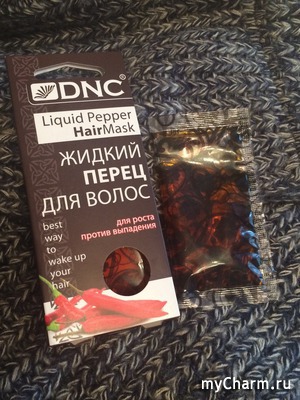 DNC
Liquid Pepper
HairMask
ЖИДКИЙ
ПЕРЕЦ
ДЛЯ ВОЛОС
для роста
против выпадения
best
way
to
wake up
your
hair
myCharm.ru